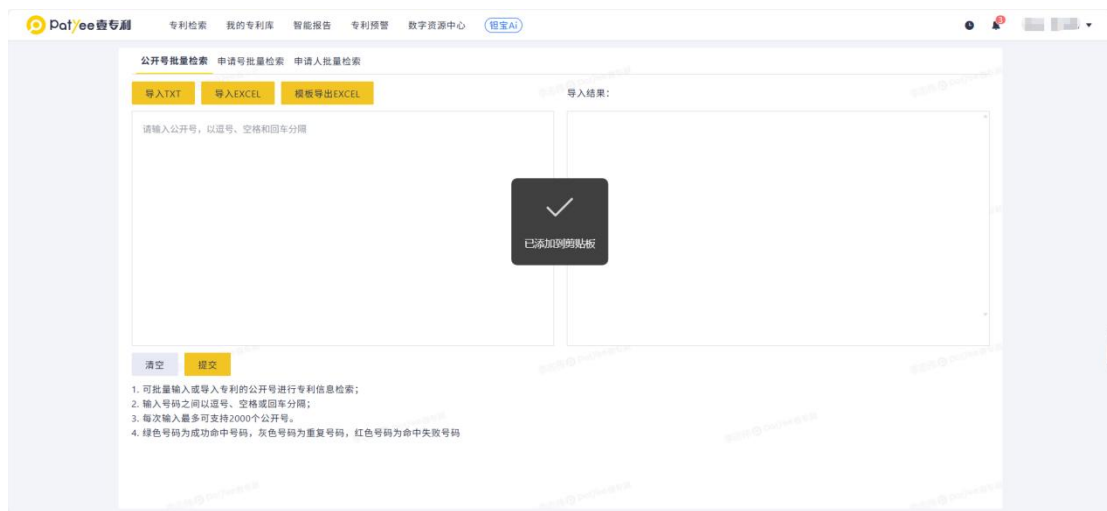 Patyee壹专利 专利检索 我的专利库 智能报告 专利预警 数字资源中心 钽宝Ai 3
公开号批量检索 申请号批量检索 申请人批量检索
导入TXT 导入EXCEL 模板导出EXCEL 导入结果：
请输入公开号，以逗号、空格和回车分隔
已添加到剪贴板
清空 提交
1. 可批量输入或导入专利的公开号进行专利信息检索；
2. 输入号码之间以逗号、空格或回车分隔；
3. 每次输入最多可支持2000个公开号。
4. 绿色号码为成功命中号码，灰色号码为重复号码，红色号码为命中失败号码